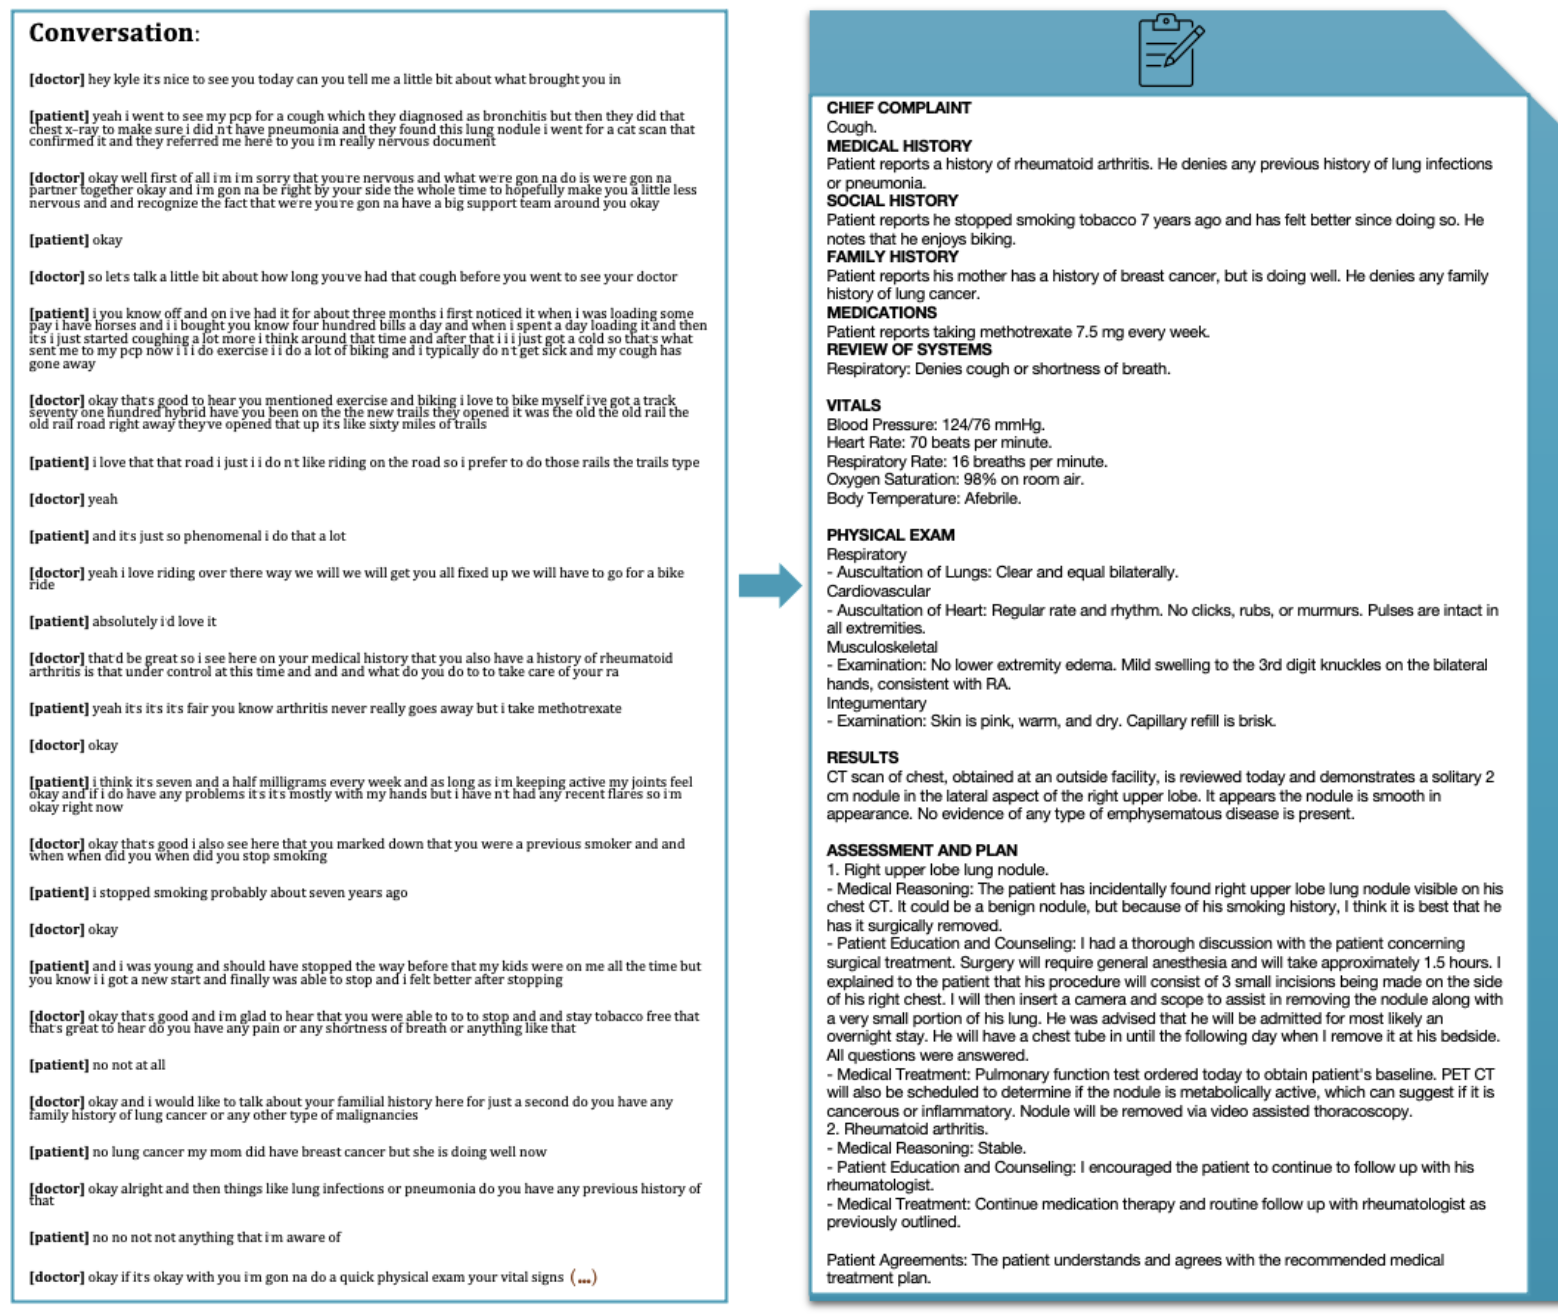 Conversation:
[doctor] hey kyle it's nice to see you today can you tell me a little bit about what brought you in
[patient] yeah i went to see my pcp for a cough which they diagnosed as bronchitis but then they did that
chest x-ray to make sure i did n't have pneumonia and they found this lung nodule i went for a cat scan that
confirmed it and they referred me here to you i'm really nervous document
[doctor] okay well first of all i'm i'm sorry that you're nervous and what we're gon na do is we're gon na
partner together okay and i'm gon na be right by your side the whole time to hopefully make you a little less
nervous and and recognize the fact that we're you're gon na have a big support team around you okay
[patient] okay
[doctor] so let's talk a little bit about how long you've had that cough before you went to see your doctor
[patient] i you know off and on i've had it for about three months i first noticed it when i was loading some
pay i have horses and i i bought you know four hundred bills a day and when i spent a day loading it and then
it's i just started coughing a lot more i think around that time and after that i i i just got a cold so that's what
sent me to my pcp now i i i do exercise i i do a lot of biking and i typically do n't get sick and my cough has
gone away
[doctor] okay that's good to hear you mentioned exercise and biking i love to bike myself i've got a track
seventy one hundred hybrid have you been on the the new trails they opened it was the old the old rail the
old rail road right away they've opened that up it's like sixty miles of trails
[patient] i love that that road i just i i do n't like riding on the road so i prefer to do those rails the trails type
[doctor] yeah
[patient] and it's just so phenomenal i do that a lot
[doctor] yeah i love riding over there way we will we will get you all fixed up we will have to go for a bike
ride
[patient] absolutely i'd love it
[doctor] that'd be great so i see here on your medical history that you also have a history of rheumatoid
arthritis is that under control at this time and and and what do you do to to take care of your ra
[patient] yeah it's it's it's fair you know arthritis never really goes away but i take methotrexate
[doctor] okay
[patient] i think it's seven and a half milligrams every week and as long as i'm keeping active my joints feel
okay and if i do have any problems it's it's mostly with my hands but i have n't had any recent flares so i'm
okay right now
[doctor] okay that's good i also see here that you marked down that you were a previous smoker and and
when when did you when did you stop smoking
[patient] i stopped smoking probably about seven years ago
[doctor] okay
[patient] and i was young and should have stopped the way before that my kids were on me all the time but
you know i i got a new start and finally was able to stop and i felt better after stopping
[doctor] okay that's good and i'm glad to hear that you were able to to to stop and and stay tobacco free that
that's great to hear do you have any pain or any shortness of breath or anything like that
[patient] no not at all
[doctor] okay and i would like to talk about your familial history here for just a second do you have any
family history of lung cancer or any other type of malignancies
[patient] no lung cancer my mom did have breast cancer but she is doing well now
[doctor] okay alright and then things like lung infections or pneumonia do you have any previous history of
that
[patient] no no not not anything that i'm aware of
[doctor] okay if it's okay with you i'm gon na do a quick physical exam your vital signs (...)
CHIEF COMPLAINT
Cough.
MEDICAL HISTORY
Patient reports a history of rheumatoid arthritis. He denies any previous history of lung infections
or pneumonia.
SOCIAL HISTORY
Patient reports he stopped smoking tobacco 7 years ago and has felt better since doing so. He
notes that he enjoys biking.
FAMILY HISTORY
Patient reports his mother has a history of breast cancer, but is doing well. He denies any family
history of lung cancer.
MEDICATIONS
Patient reports taking methotrexate 7.5 mg every week.
REVIEW OF SYSTEMS
Respiratory: Denies cough or shortness of breath.
VITALS
Blood Pressure: 124/76 mmHg.
Heart Rate: 70 beats per minute.
Respiratory Rate: 16 breaths per minute.
Oxygen Saturation: 98% on room air.
Body Temperature: Afebrile.
PHYSICAL EXAM
Respiratory
- Auscultation of Lungs: Clear and equal bilaterally.
Cardiovascular
- Auscultation of Heart: Regular rate and rhythm. No clicks, rubs, or murmurs. Pulses are intact in
all extremities.
Musculoskeletal
- Examination: No lower extremity edema. Mild swelling to the 3rd digit knuckles on the bilateral
hands, consistent with RA.
Integumentary
- Examination: Skin is pink, warm, and dry. Capillary refill is brisk.
RESULTS
CT scan of chest, obtained at an outside facility, is reviewed today and demonstrates a solitary 2
cm nodule in the lateral aspect of the right upper lobe. It appears the nodule is smooth in
appearance. No evidence of any type of emphysematous disease is present.
ASSESSMENT AND PLAN
1. Right upper lobe lung nodule.
- Medical Reasoning: The patient has incidentally found right upper lobe lung nodule visible on his
chest CT. It could be a benign nodule, but because of his smoking history, I think it is best that he
has it surgically removed.
- Patient Education and Counseling: I had a thorough discussion with the patient concerning
surgical treatment. Surgery will require general anesthesia and will take approximately 1.5 hours. I
explained to the patient that his procedure will consist of 3 small incisions being made on the side
of his right chest. I will then insert a camera and scope to assist in removing the nodule along with
a very small portion of his lung. He was advised that he will be admitted for most likely an
overnight stay. He will have a chest tube in until the following day when I remove it at his bedside.
All questions were answered.
- Medical Treatment: Pulmonary function test ordered today to obtain patient's baseline. PET CT
will also be scheduled to determine if the nodule is metabolically active, which can suggest if it is
cancerous or inflammatory. Nodule will be removed via video assisted thoracoscopy.
2. Rheumatoid arthritis.
- Medical Reasoning: Stable.
- Patient Education and Counseling: I encouraged the patient to continue to follow up with his
rheumatologist.
- Medical Treatment: Continue medication therapy and routine follow up with rheumatologist as
previously outlined.
Patient Agreements: The patient understands and agrees with the recommended medical
treatment plan.